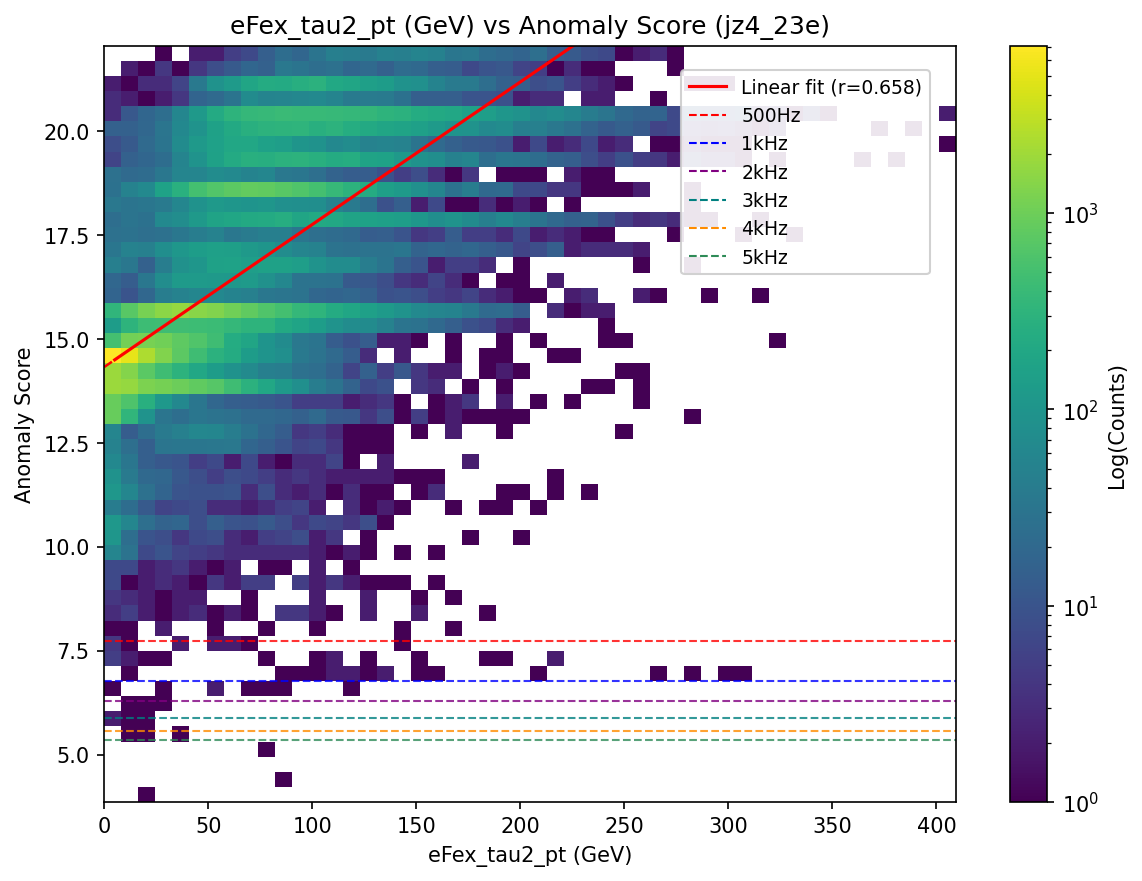 eFex_tau2_pt (GeV) vs Anomaly Score (jz4_23e)
Linear fit (r=0.658)
500Hz
1kHz
2kHz
3kHz
4kHz
5kHz
Anomaly Score
20.0
17.5
15.0
12.5
10.0
7.5
5.0
0 50 100 150 200 250 300 350 400
eFex_tau2_pt (GeV)
10³
10²
10¹
10⁰
Log(Counts)